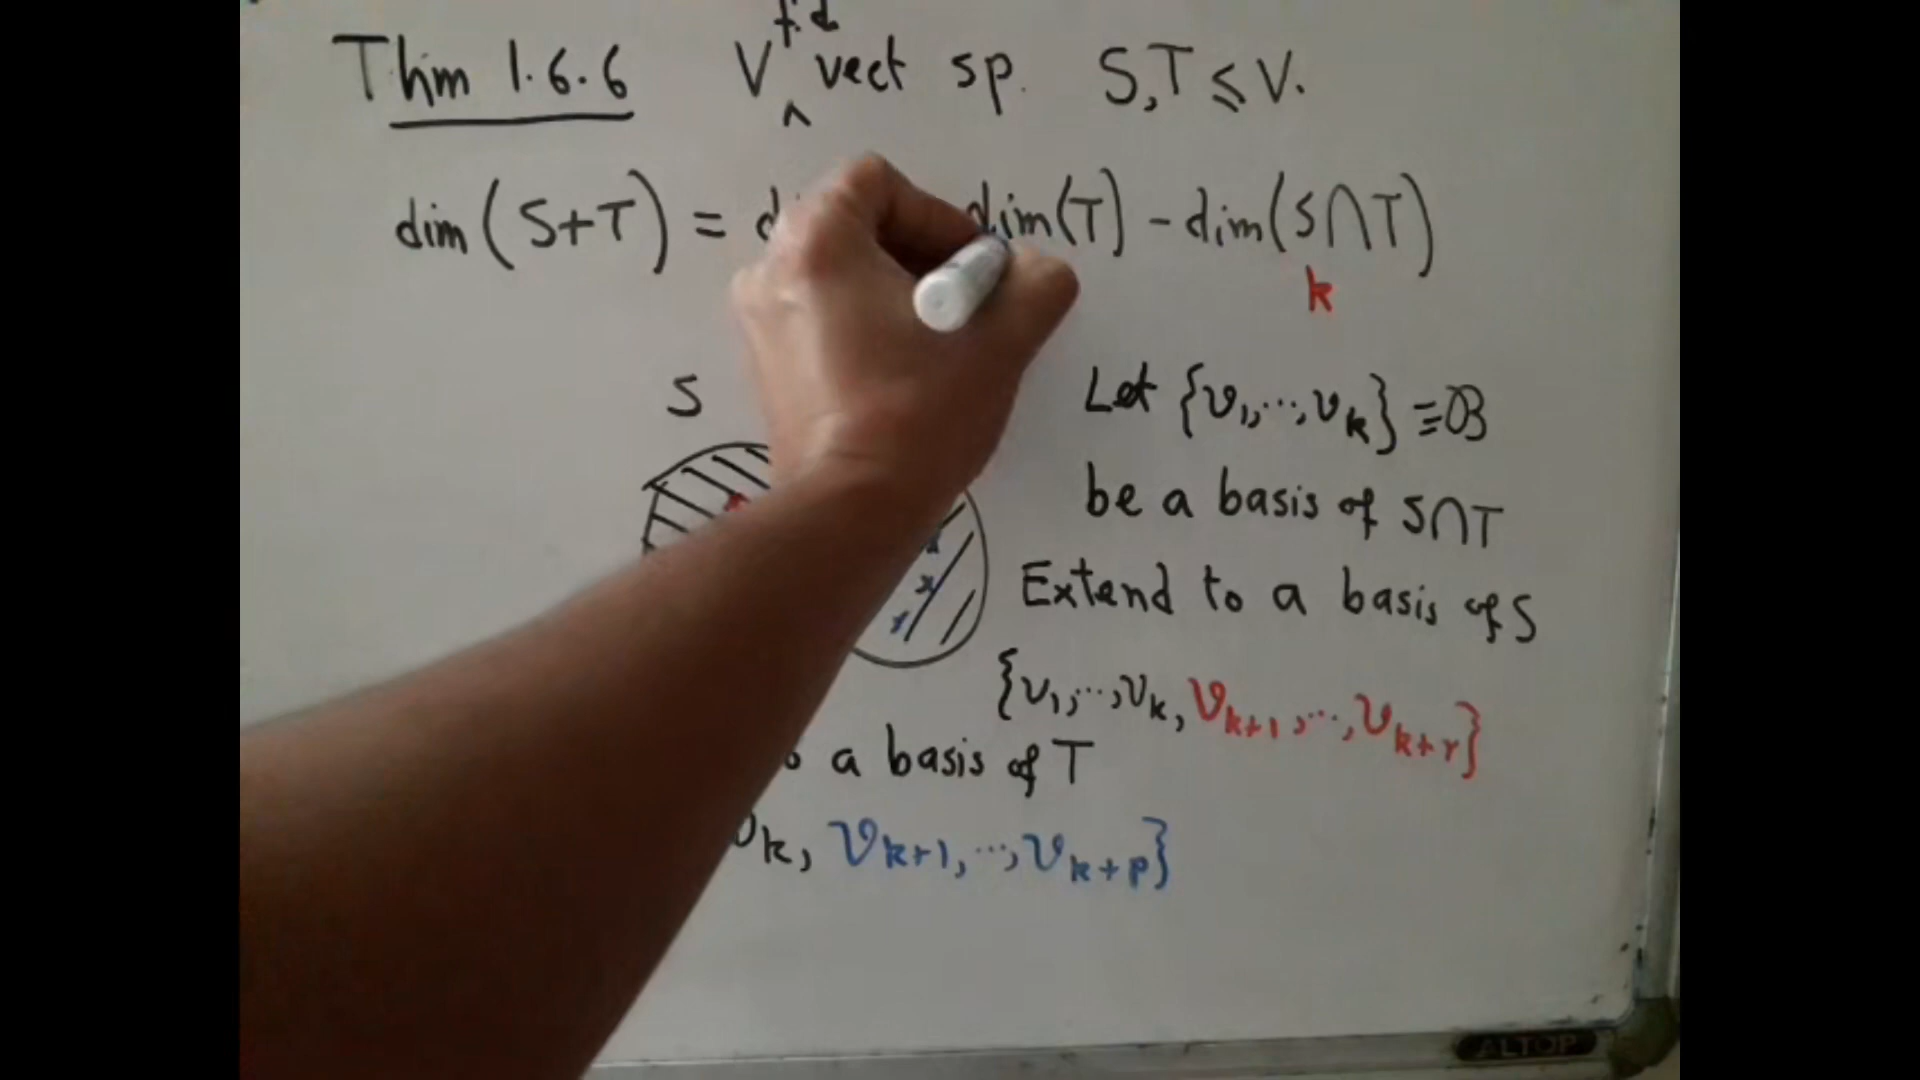 f.d
Thm 1.6.6 V ^ vect sp. S,T ≤ V.
dim(S+T) = dim(T) - dim(S∩T)
k
S
Let {v1,...,vk} ≡ B
be a basis of S∩T
Extend to a basis of S
{v1,...,vk, vk+1,...,vk+r}
a basis of T
vk, vk+1,...,vk+p}
ALTOP